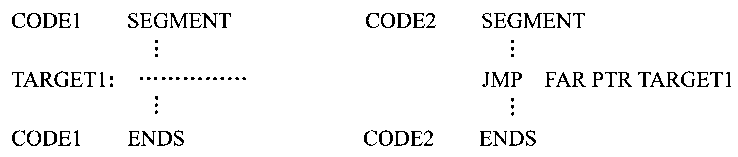 CODE1 SEGMENT CODE2 SEGMENT
⋮ ⋮
TARGET1: …………… JMP FAR PTR TARGET1
⋮ ⋮
CODE1 ENDS CODE2 ENDS